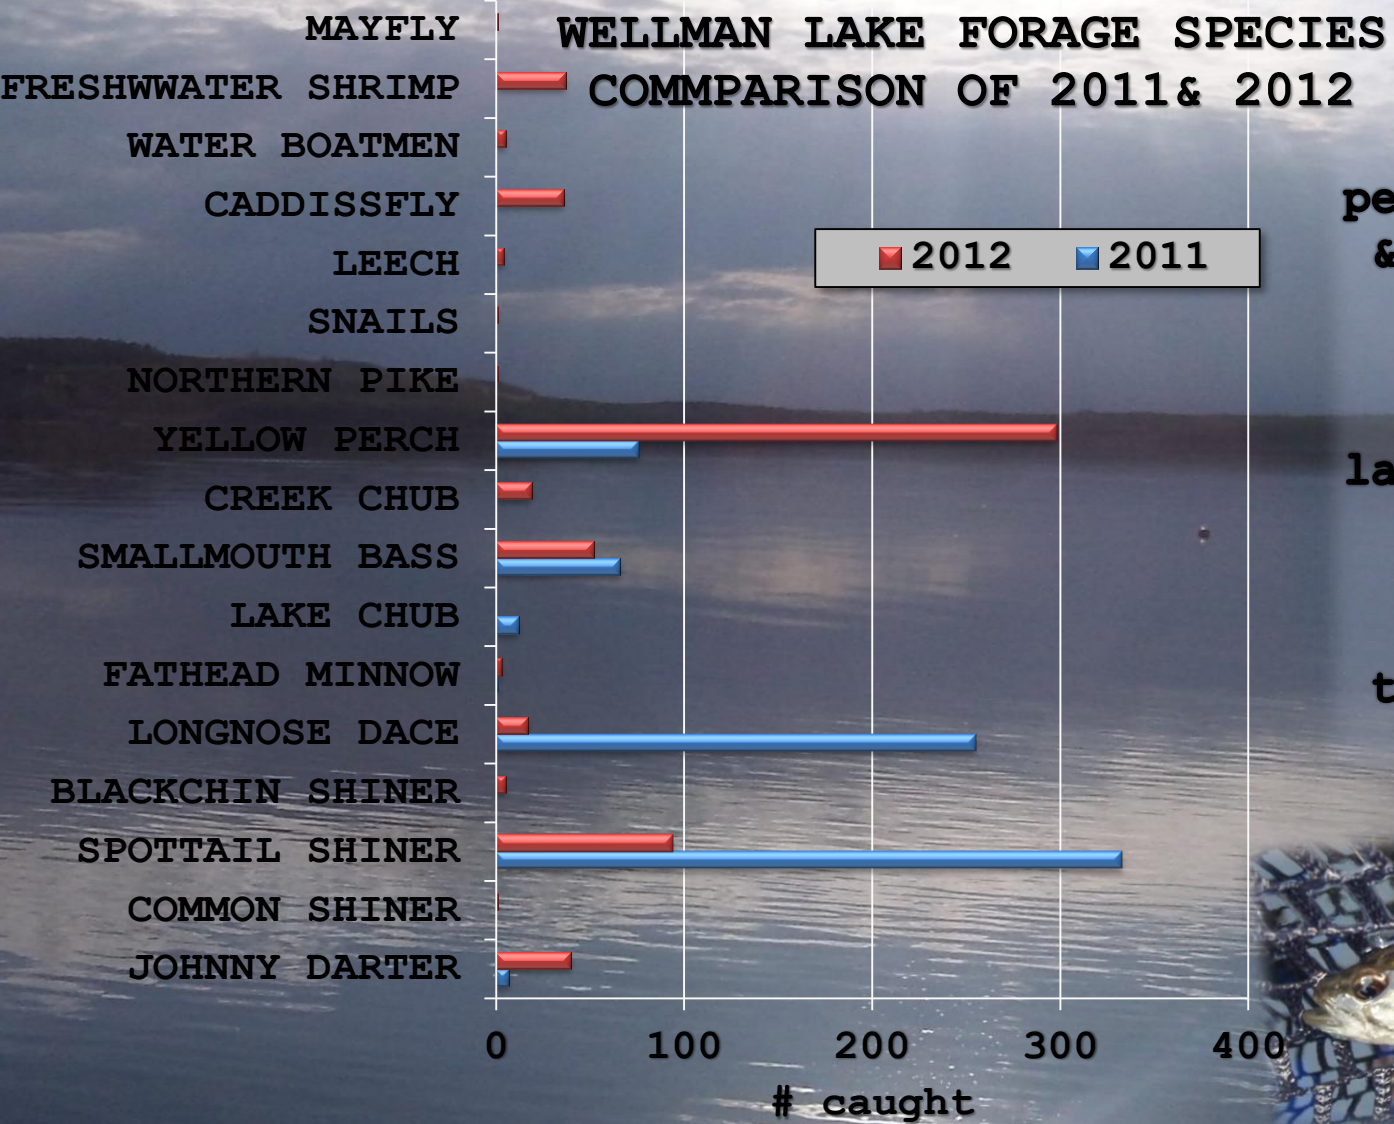 WELLMAN LAKE FORAGE SPECIES
COMMPARISON OF 2011& 2012
MAYFLY
FRESHWWATER SHRIMP
WATER BOATMEN
CADDISSFLY
LEECH
SNAILS
NORTHERN PIKE
YELLOW PERCH
CREEK CHUB
SMALLMOUTH BASS
LAKE CHUB
FATHEAD MINNOW
LONGNOSE DACE
BLACKCHIN SHINER
SPOTTAIL SHINER
COMMON SHINER
JOHNNY DARTER
2012 2011
pe
&
la
t
0 100 200 300 400
# caught